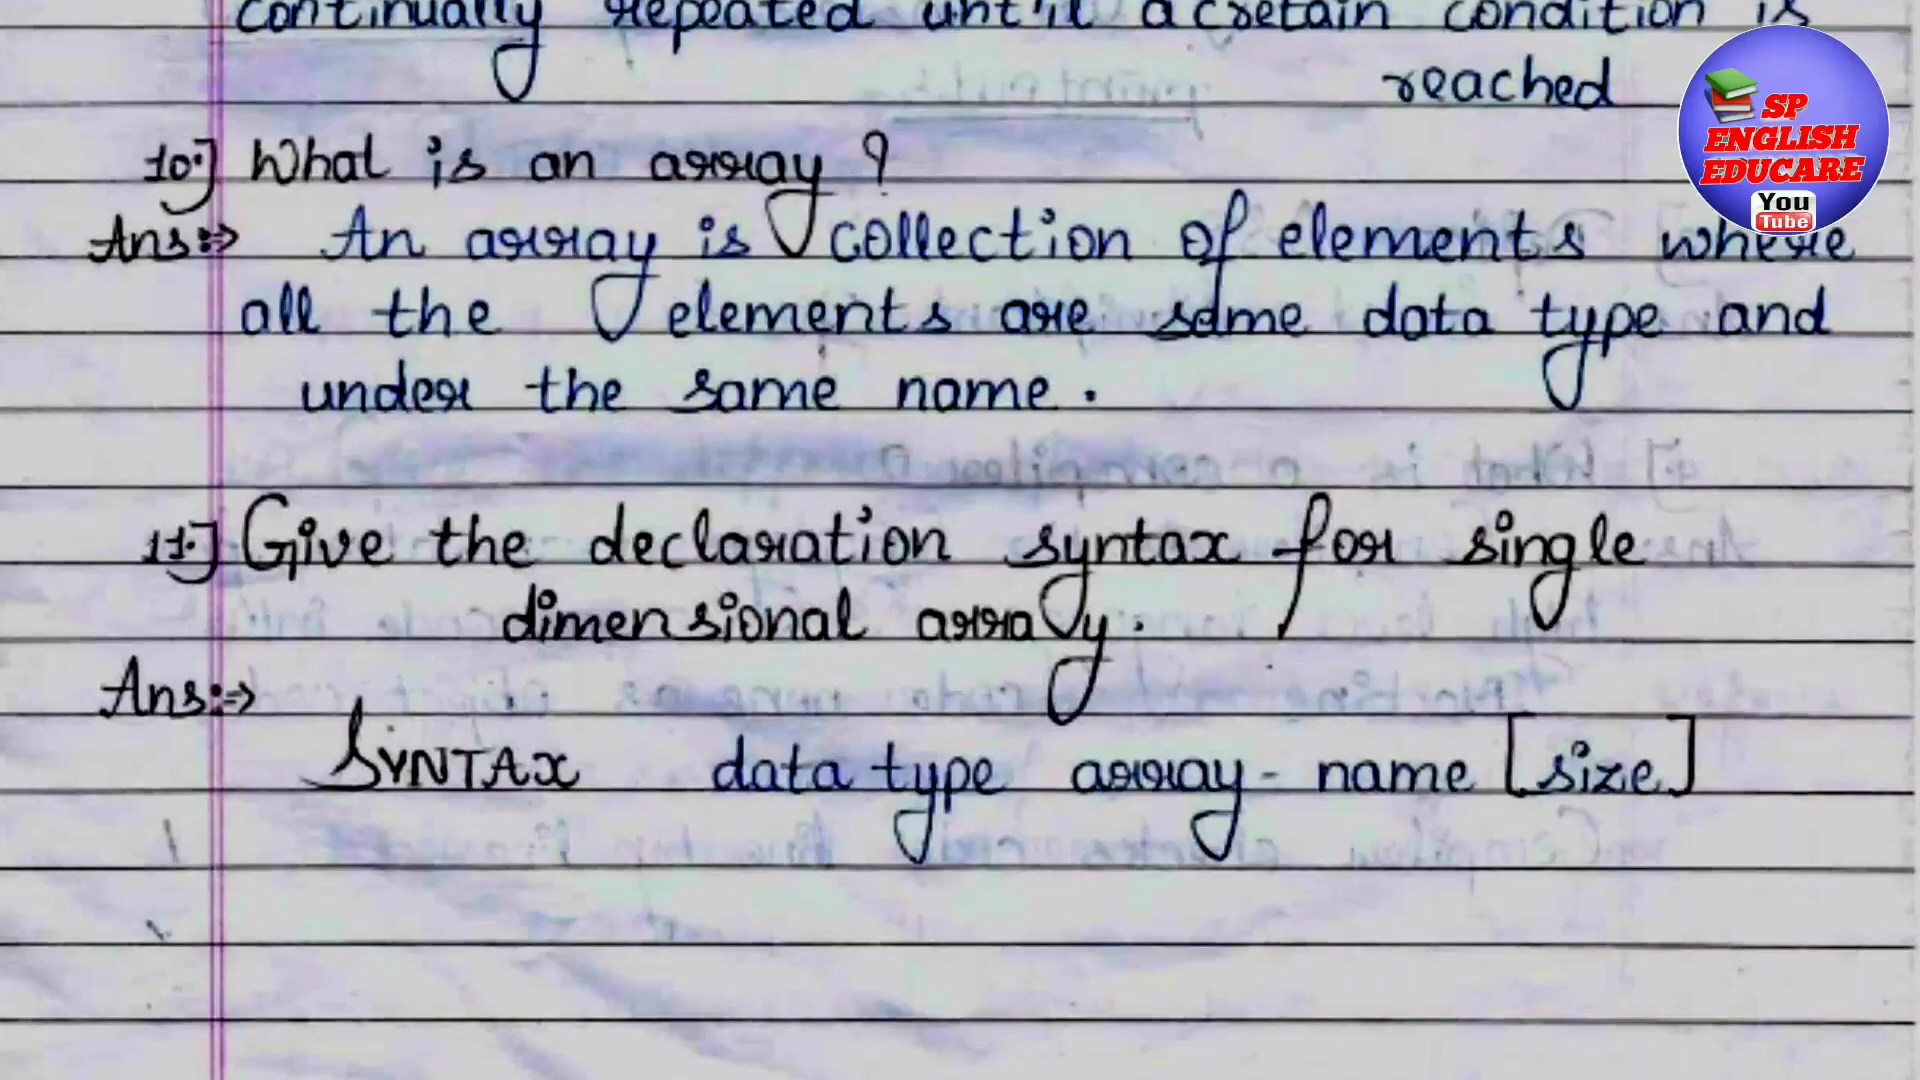 continually repeated until a cretain condition is
reached
10.] What is an array ?
Ans:-> An array is collection of elements where
all the elements are same data type and
under the same name.
11.] Give the declaration syntax for single
dimensional array.
Ans:->
SYNTAX data type array - name [size]
SP
ENGLISH
EDUCARE
You
Tube